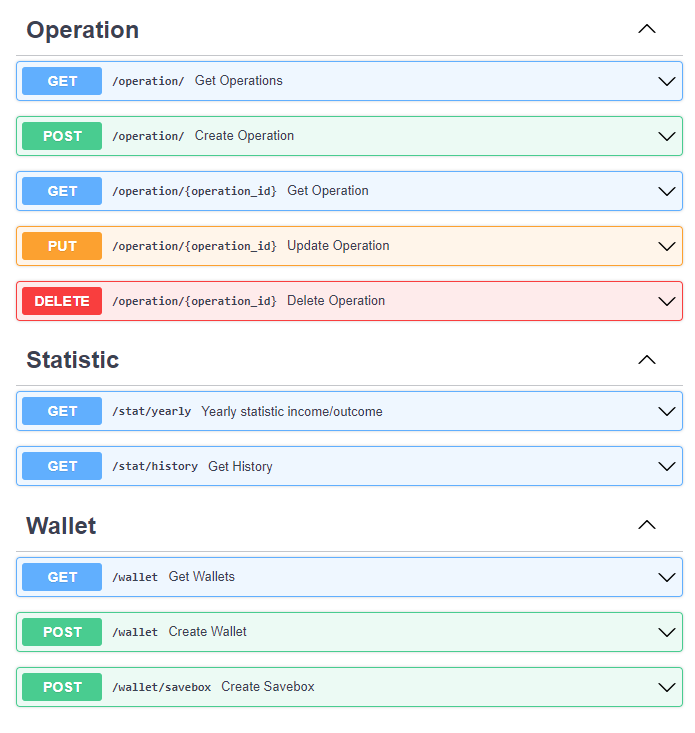 Operation
GET /operation/ Get Operations
POST /operation/ Create Operation
GET /operation/{operation_id} Get Operation
PUT /operation/{operation_id} Update Operation
DELETE /operation/{operation_id} Delete Operation
Statistic
GET /stat/yearly Yearly statistic income/outcome
GET /stat/history Get History
Wallet
GET /wallet Get Wallets
POST /wallet Create Wallet
POST /wallet/savebox Create Savebox